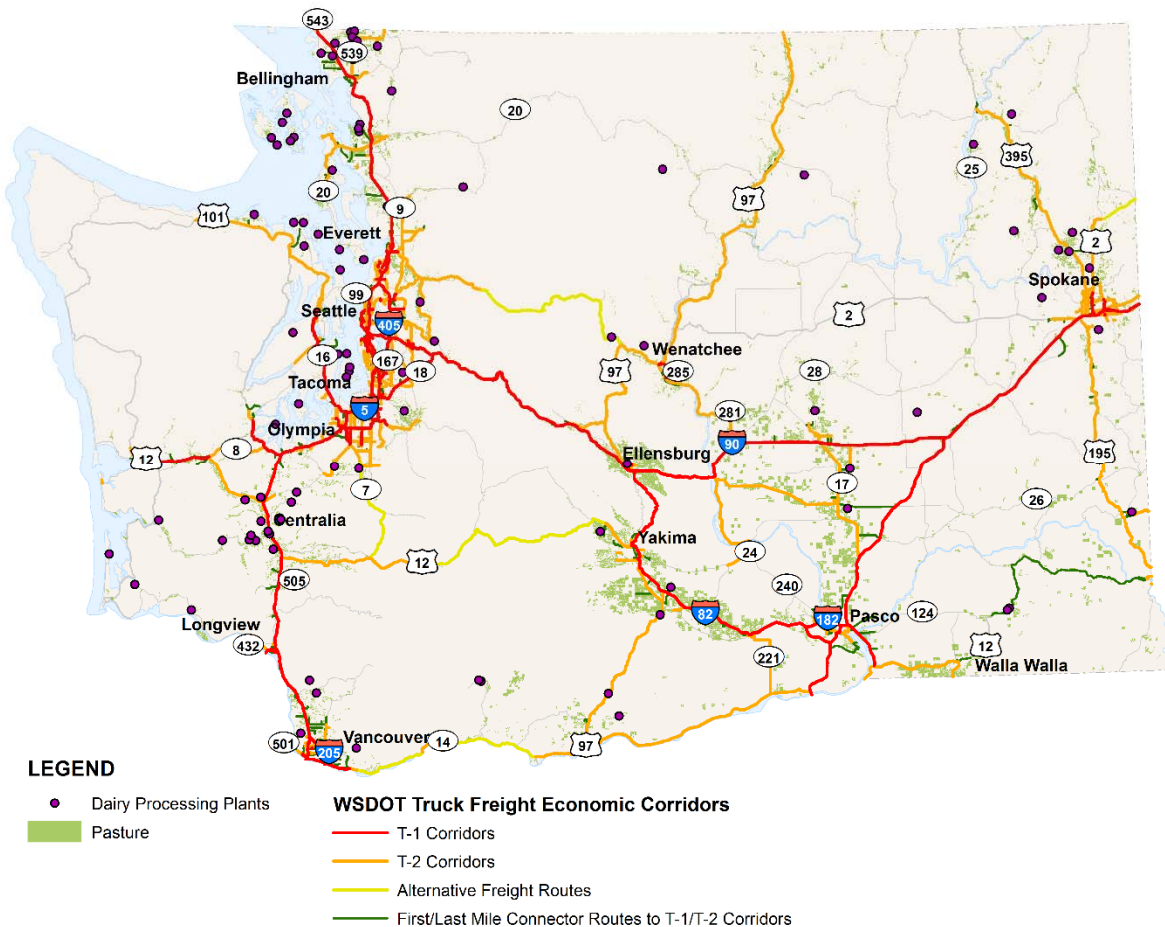 543
539
Bellingham
20
20
101
9
Everett
99
Seattle
405
16
167
18
Tacoma
5
Olympia
12
8
7
Centralia
12
505
Longview
432
501
205
Vancouver
14
97
97
2
Wenatchee
97
285
281
90
Ellensburg
28
17
Yakima
24
240
82
182
Pasco
221
124
12
Walla Walla
25
395
2
Spokane
195
26
LEGEND
Dairy Processing Plants
Pasture
WSDOT Truck Freight Economic Corridors
T-1 Corridors
T-2 Corridors
Alternative Freight Routes
First/Last Mile Connector Routes to T-1/T-2 Corridors